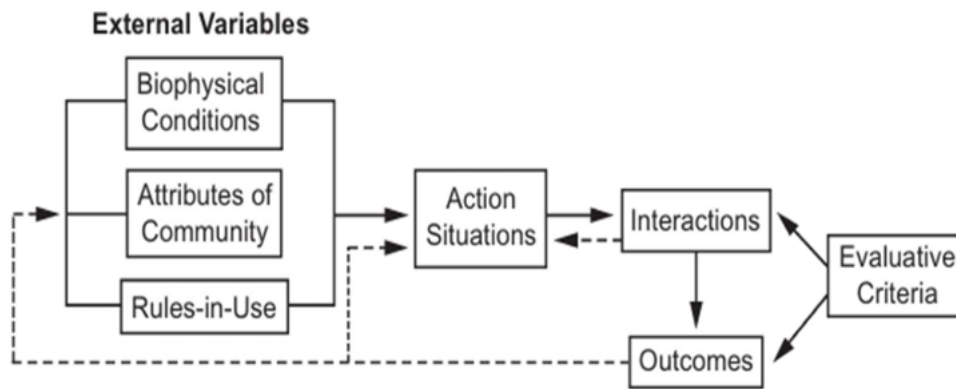 External Variables
Biophysical
Conditions
Attributes of
Community
Rules-in-Use
Action
Situations
Interactions
Outcomes
Evaluative
Criteria